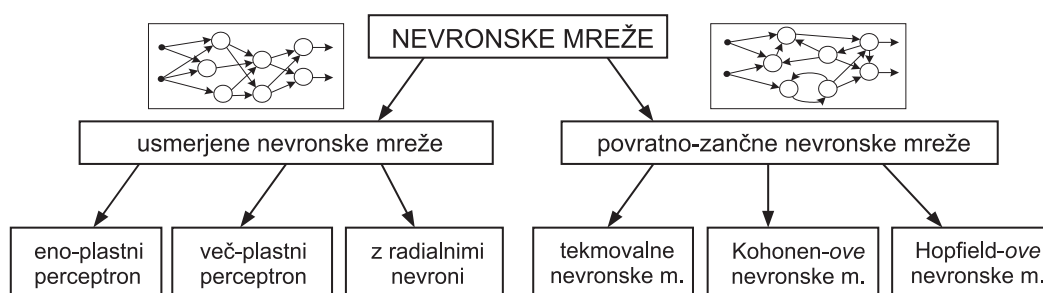 NEVRONSKE MREŽE
usmerjene nevronske mreže
povratno-zančne nevronske mreže
eno-plastni
perceptron
več-plastni
perceptron
z radialnimi
nevroni
tekmovalne
nevronske m.
Kohonen-ove
nevronske m.
Hopfield-ove
nevronske m.